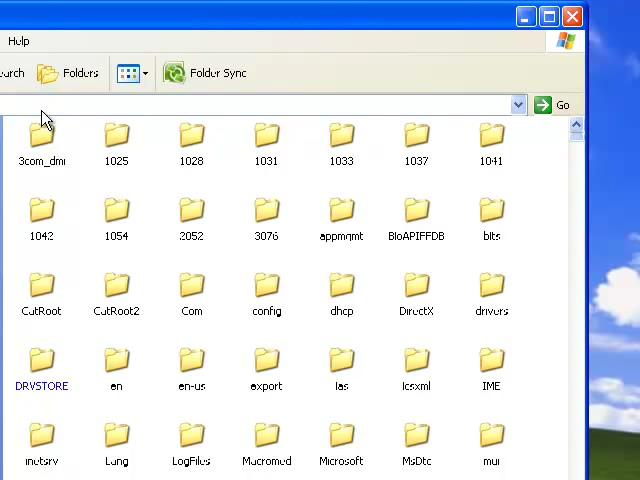 Help
earch Folders Folder Sync
Go
3com_dmi 1025 1028 1031 1033 1037 1041
1042 1054 2052 3076 appmgmt BioAPIFFDB bits
CatRoot CatRoot2 Com config dhcp DirectX drivers
DRVSTORE en en-us export ias icsxml IME
inetsrv Lang LogFiles Macromed Microsoft MsDtc mui